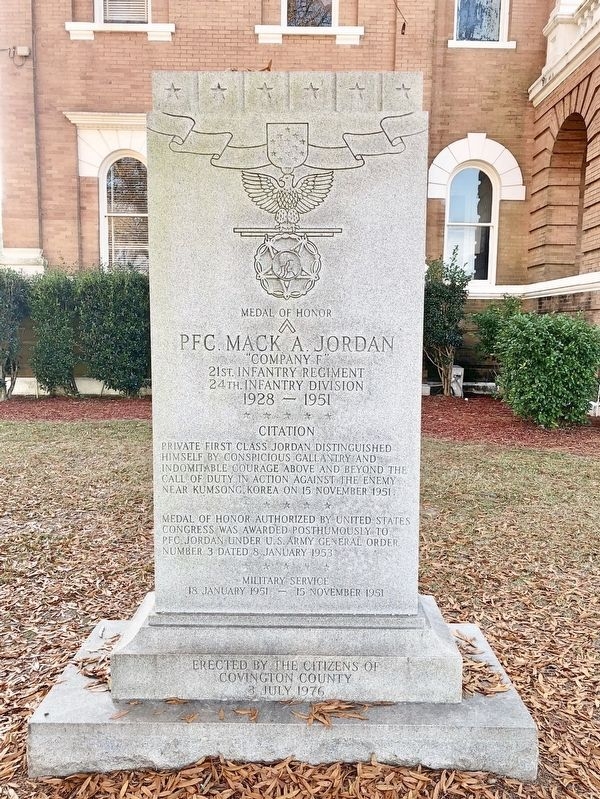 MEDAL OF HONOR
PFC. MACK A. JORDAN
"COMPANY F"
21ST. INFANTRY REGIMENT
24TH. INFANTRY DIVISION
1928 — 1951
CITATION
PRIVATE FIRST CLASS JORDAN DISTINGUISHED
HIMSELF BY CONSPICIOUS GALLANTRY AND
INDOMITABLE COURAGE ABOVE AND BEYOND THE
CALL OF DUTY IN ACTION AGAINST THE ENEMY
NEAR KUMSONG, KOREA ON 15 NOVEMBER 1951.
MEDAL OF HONOR AUTHORIZED BY UNITED STATES
CONGRESS WAS AWARDED POSTHUMOUSLY TO
PFC. JORDAN UNDER U.S. ARMY GENERAL ORDER
NUMBER 3 DATED 8 JANUARY 1953
MILITARY SERVICE
18 JANUARY 1951 — 15 NOVEMBER 1951
ERECTED BY THE CITIZENS OF
COVINGTON COUNTY
3 JULY 1976